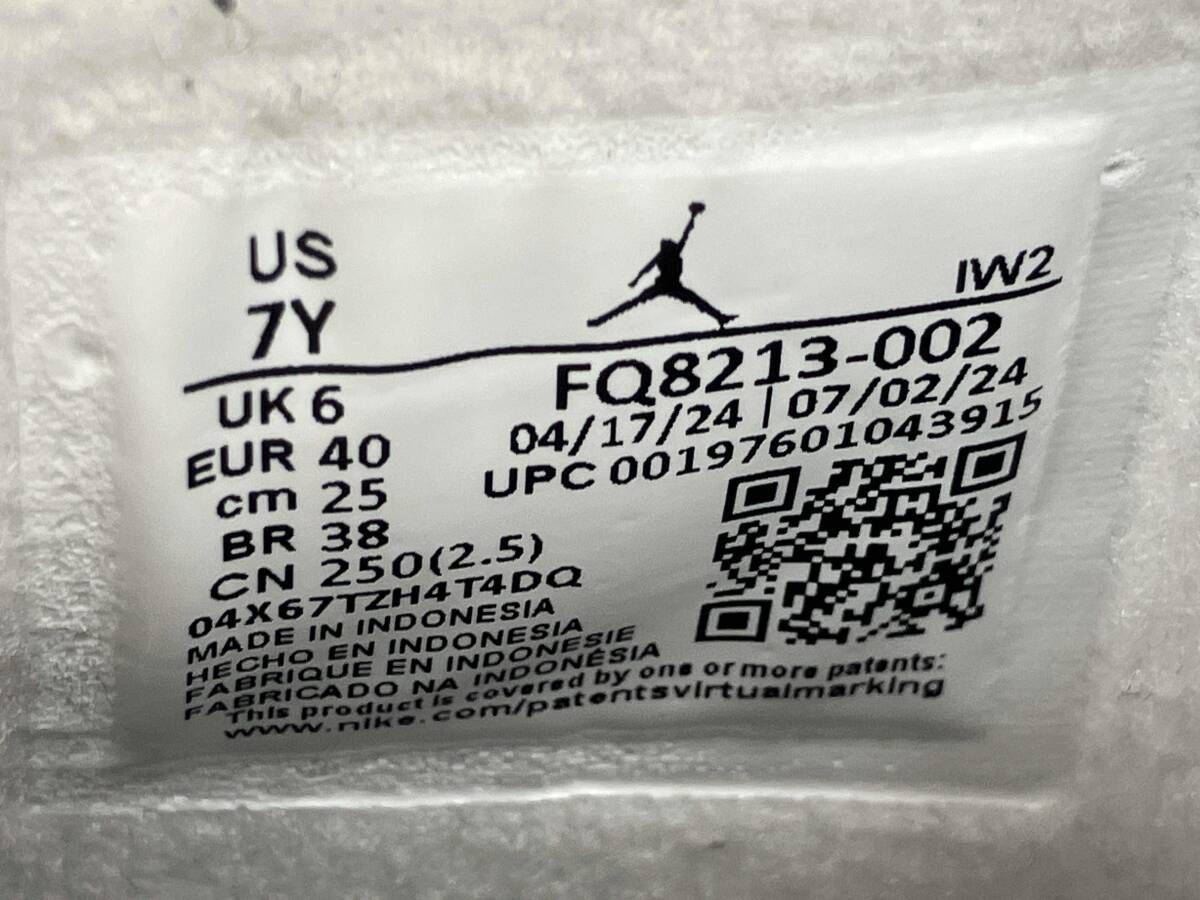 US
7Y
IW2
UK 6
EUR 40
cm 25
BR 38
CN 250(2.5)
FQ8213-002
04/17/24 | 07/02/24
UPC 00197601043915
04X67TZH4T4DQ
MADE IN INDONESIA
HECHO EN INDONESIA
FABRIQUE EN INDONESIE
FABRICADO NA INDONÉSIA
This product is covered by one or more patents:
www.nike.com/patentsvirtualmarking